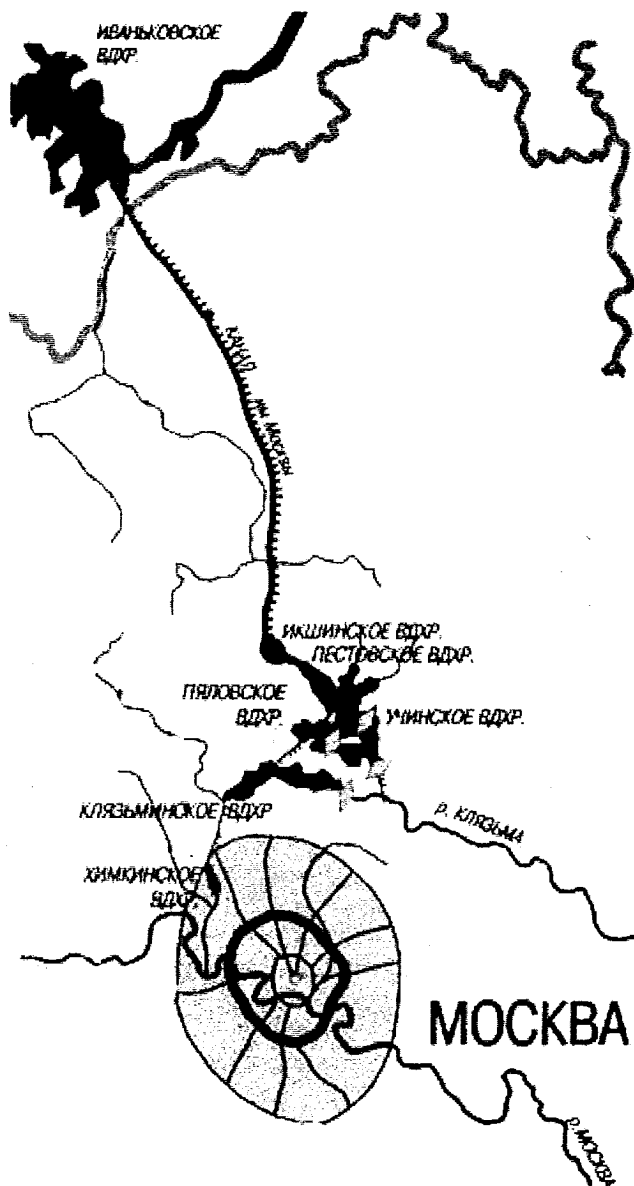 ИВАНЬКОВСКОЕ
ВДХР.
КАНАЛ
им. Москвы
ИКШИНСКОЕ ВДХР.
ПЕСТОВСКОЕ ВДХР.
ПЯЛОВСКОЕ
ВДХР.
УЧИНСКОЕ ВДХР.
КЛЯЗЬМИНСКОЕ ВДХР
р. КЛЯЗЬМА
ХИМКИНСКОЕ
ВДХР.
МОСКВА
р. МОСКВА